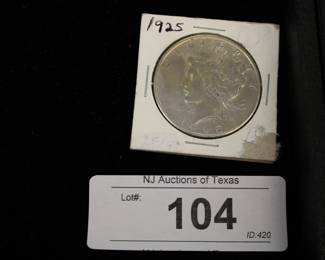 1925
NJ Auctions of Texas
Lot#:
104
ID:420